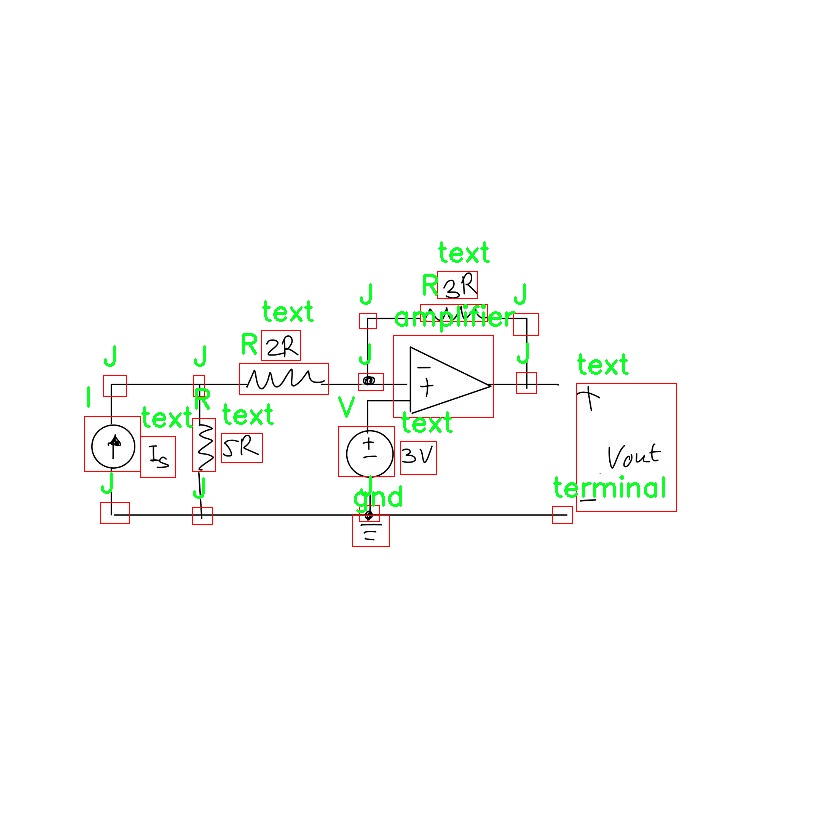 text
R 3R
J J
amplifier
text
R 2R
J J J J
text
I R
+
V
text text text
Is 5R 3V
Vout
J J
gnd
terminal
-